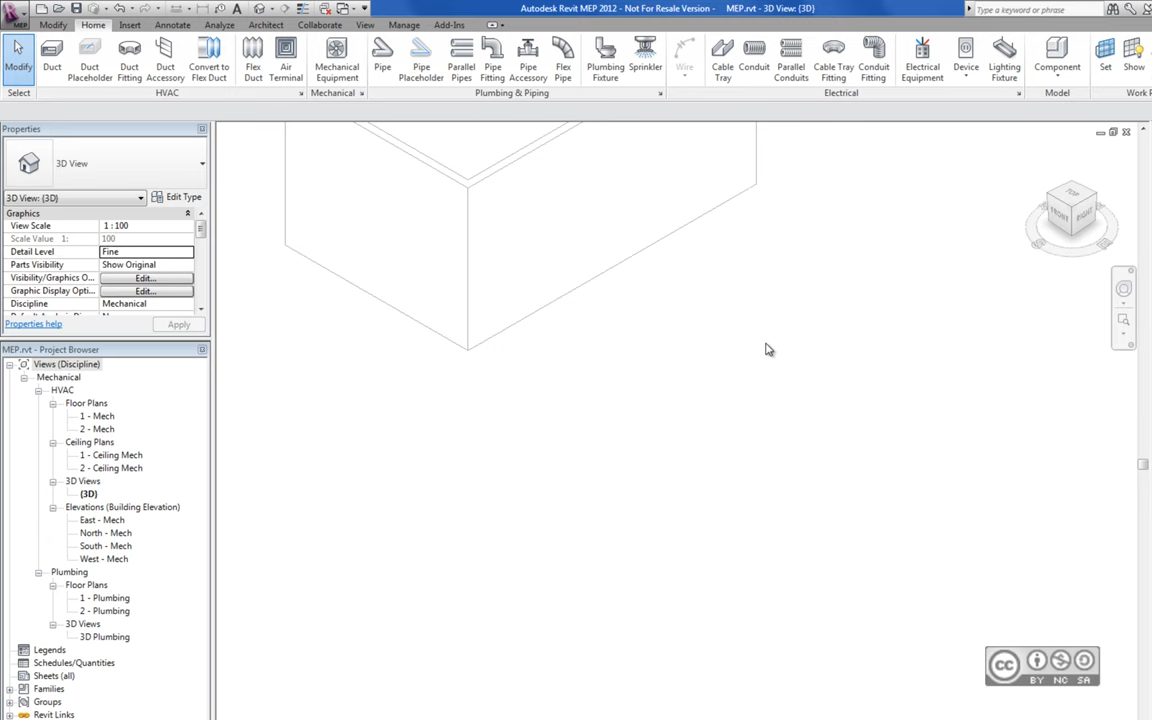 Autodesk Revit MEP 2012 - Not For Resale Version - MEP.rvt - 3D View: {3D}
Type a keyword or phrase
MEP
Modify Home Insert Annotate Analyze Architect Collaborate View Manage Add-Ins
Modify
Duct
Duct Placeholder
Duct Fitting
Duct Accessory
Convert to Flex Duct
Flex Duct
Air Terminal
Mechanical Equipment
Pipe
Pipe Placeholder
Parallel Pipes
Pipe Fitting
Pipe Accessory
Flex Pipe
Plumbing Fixture
Sprinkler
Wire
Cable Tray
Conduit
Parallel Conduits
Cable Tray Fitting
Conduit Fitting
Electrical Equipment
Device
Lighting Fixture
Component
Set
Show
Select HVAC Mechanical Plumbing & Piping Electrical Model Work P
Properties
3D View
3D View: {3D} Edit Type
Graphics
View Scale 1 : 100
Scale Value 1: 100
Detail Level Fine
Parts Visibility Show Original
Visibility/Graphics O... Edit...
Graphic Display Opti... Edit...
Discipline Mechanical
Properties help Apply
MEP.rvt - Project Browser
Views (Discipline)
Mechanical
HVAC
Floor Plans
1 - Mech
2 - Mech
Ceiling Plans
1 - Ceiling Mech
2 - Ceiling Mech
3D Views
{3D}
Elevations (Building Elevation)
East - Mech
North - Mech
South - Mech
West - Mech
Plumbing
Floor Plans
1 - Plumbing
2 - Plumbing
3D Views
3D Plumbing
Legends
Schedules/Quantities
Sheets (all)
Families
Groups
Revit Links
TOP
FRONT RIGHT
cc
BY NC SA